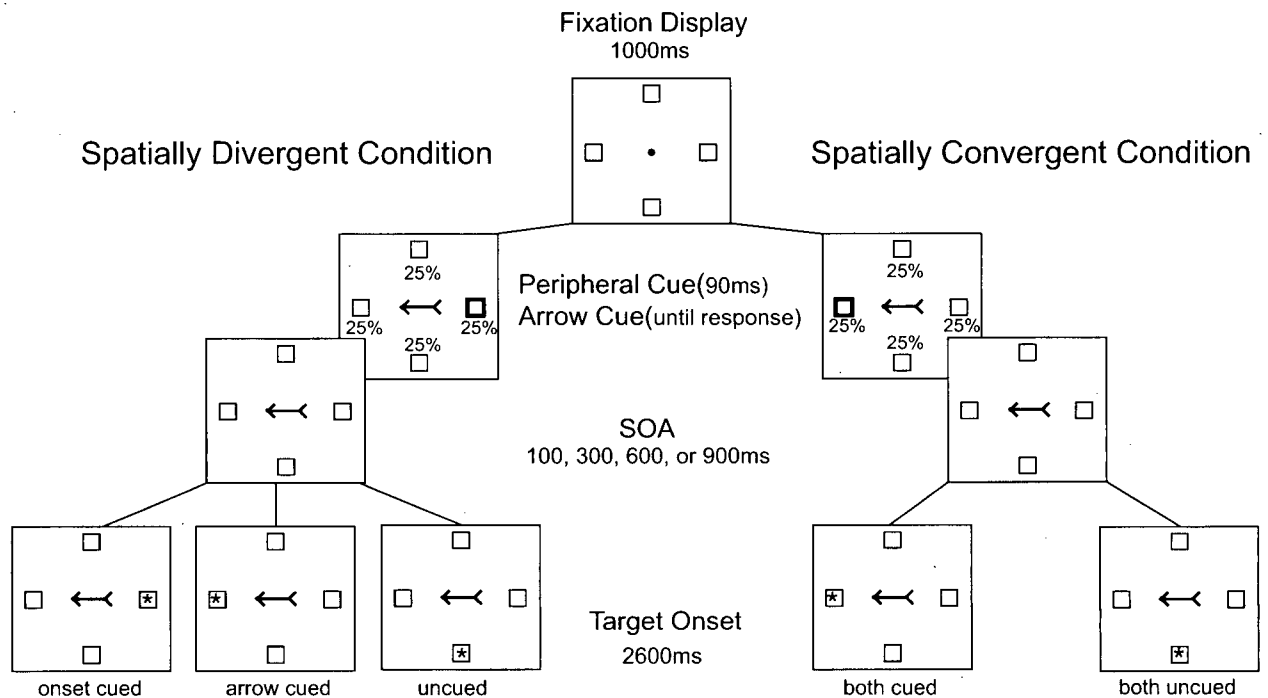 Fixation Display
1000ms
Spatially Divergent Condition
Spatially Convergent Condition
25%
25%
25%
25%
Peripheral Cue(90ms)
Arrow Cue(until response)
25%
25%
25%
25%
SOA
100, 300, 600, or 900ms
*
*
*
*
*
Target Onset
2600ms
onset cued
arrow cued
uncued
both cued
both uncued